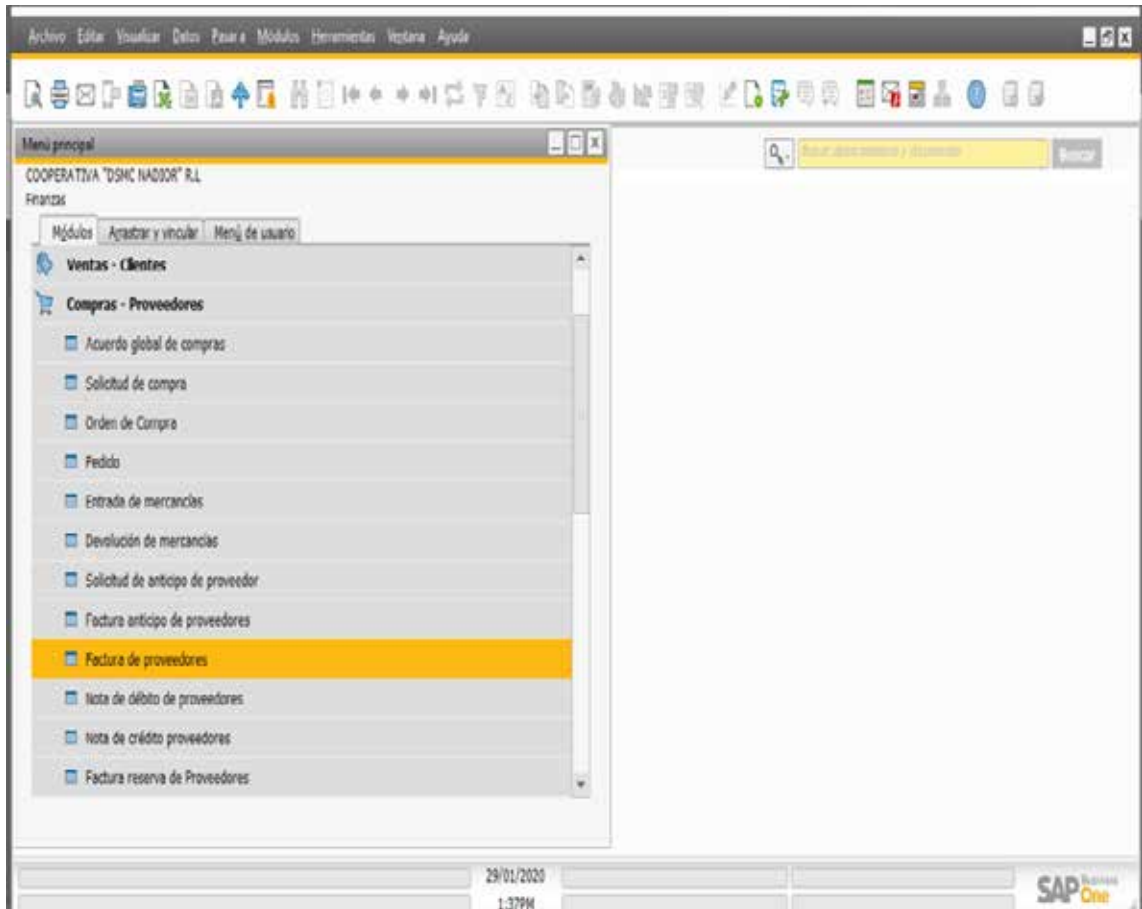 Archivo Editar Visualizar Datos Pasar a Módulos Herramientas Ventana Ayuda
Menú principal
Buscar
COOPERATIVA "DSMC NADIOR" R.L
Finanzas
Módulos Arrastrar y vincular Menú de usuario
Ventas - Clientes
Compras - Proveedores
Acuerdo global de compras
Solicitud de compra
Orden de Compra
Pedido
Entrada de mercancías
Devolución de mercancías
Solicitud de anticipo de proveedor
Factura anticipo de proveedores
Factura de proveedores
Nota de débito de proveedores
Nota de crédito proveedores
Factura reserva de Proveedores
29/01/2020
1:37PM
SAP Business One